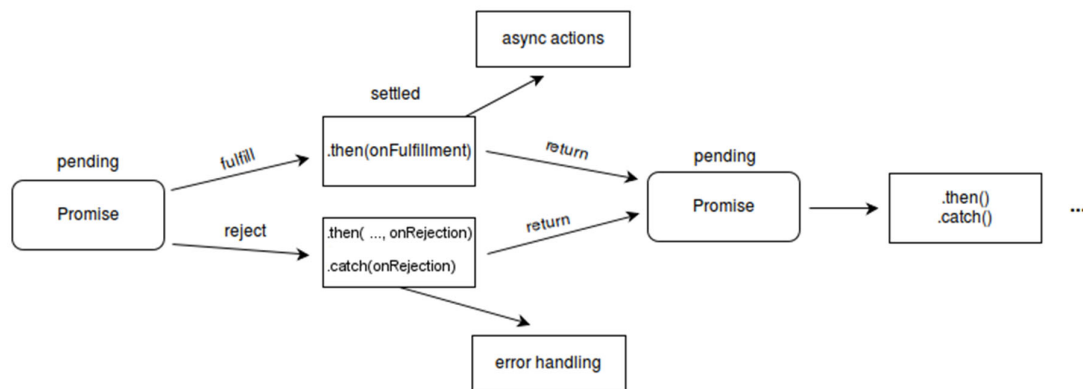 async actions
settled
.then(onFulfillment)
fulfill
return
pending
Promise
pending
Promise
.then()
.catch()
...
reject
.then( ..., onRejection)
.catch(onRejection)
return
error handling